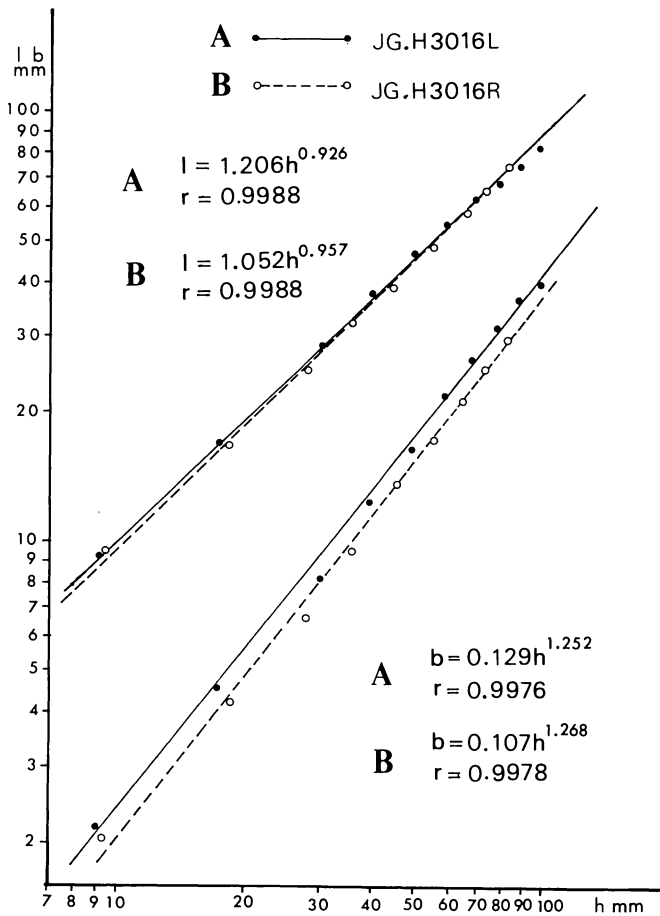 A JG.H3016L
B JG.H3016R
l b
mm
100
90
80
70
60
50
40
30
20
10
9
8
7
6
5
4
3
2
A l = 1.206h^0.926
r = 0.9988
B l = 1.052h^0.957
r = 0.9988
A b = 0.129h^1.252
r = 0.9976
B b = 0.107h^1.268
r = 0.9978
7 8 9 10 20 30 40 50 60 70 80 90 100 h mm